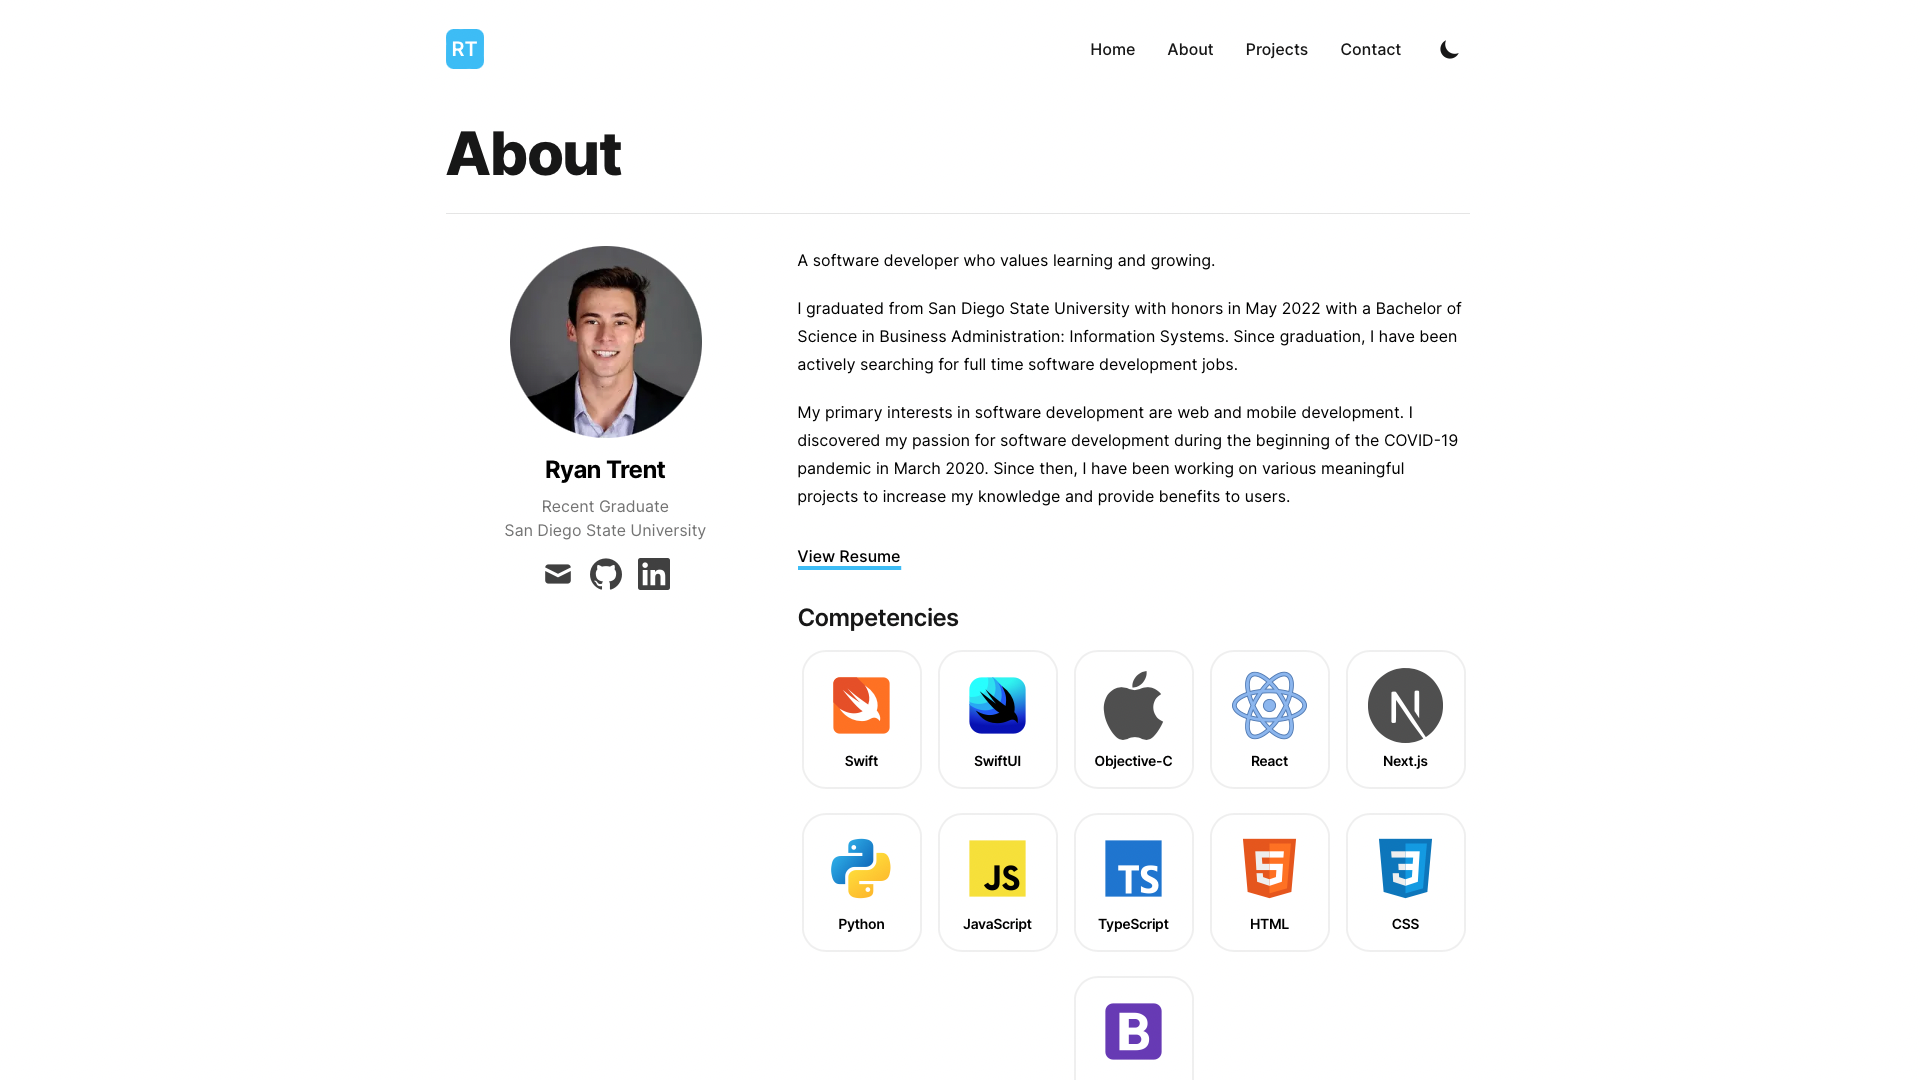 RT
Home About Projects Contact
About
Ryan Trent
Recent Graduate
San Diego State University
A software developer who values learning and growing.
I graduated from San Diego State University with honors in May 2022 with a Bachelor of
Science in Business Administration: Information Systems. Since graduation, I have been
actively searching for full time software development jobs.
My primary interests in software development are web and mobile development. I
discovered my passion for software development during the beginning of the COVID-19
pandemic in March 2020. Since then, I have been working on various meaningful
projects to increase my knowledge and provide benefits to users.
View Resume
Competencies
Swift SwiftUI Objective-C React Next.js
JS TS 5 3
Python JavaScript TypeScript HTML CSS
B